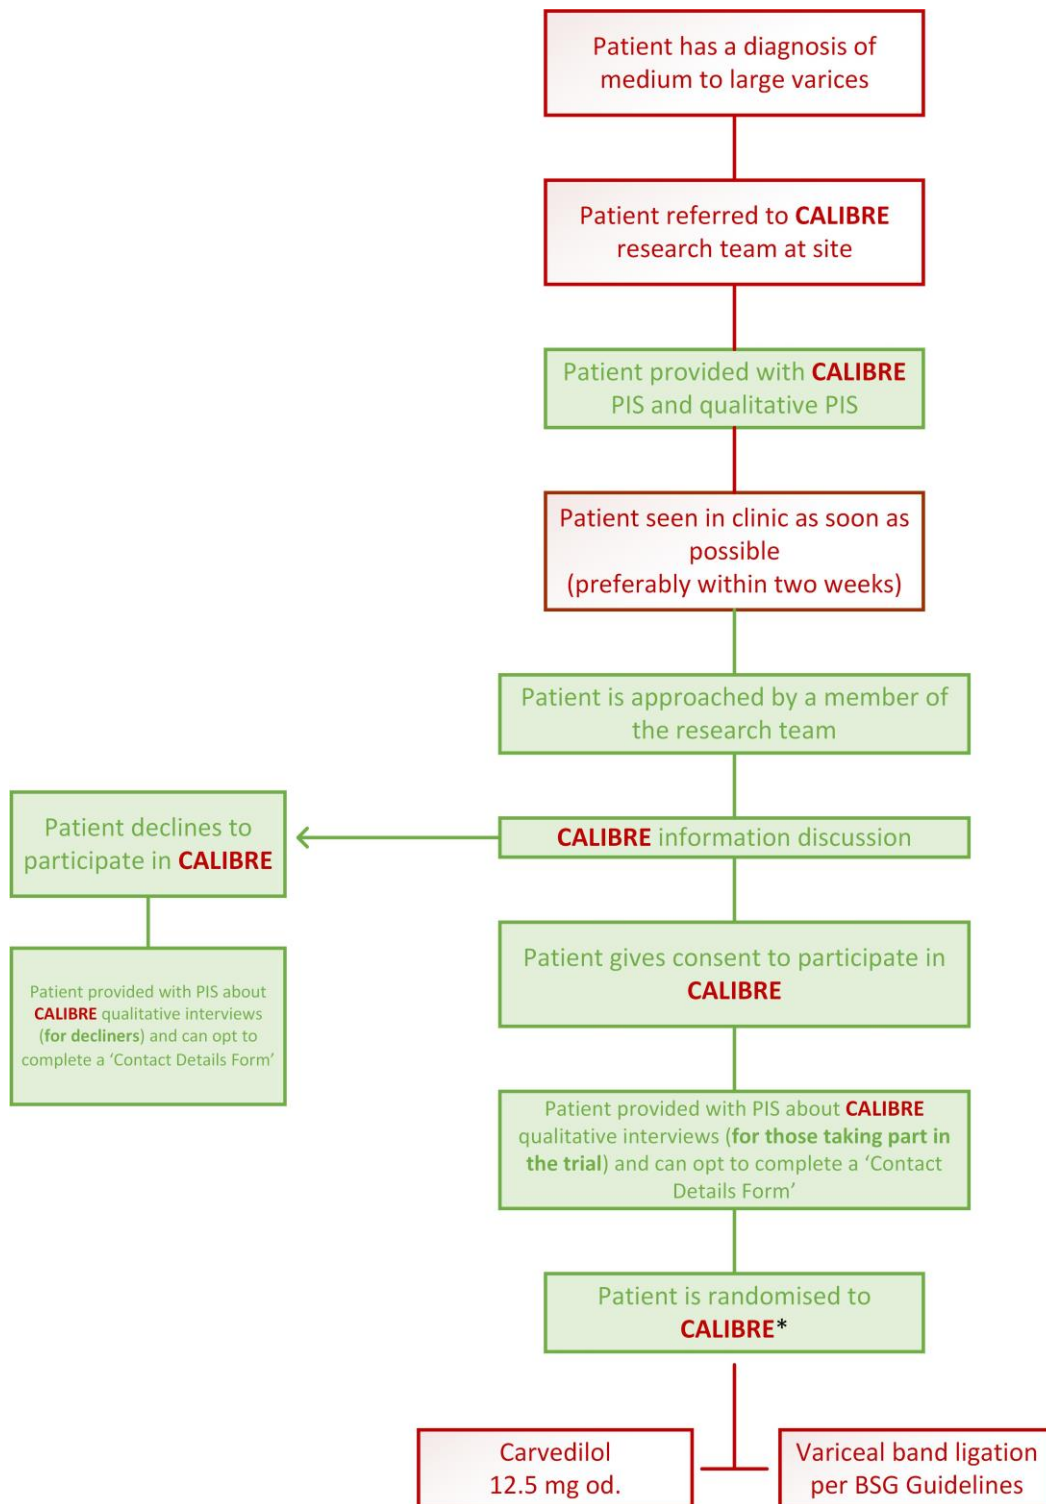 Patient has a diagnosis of
medium to large varices
Patient referred to CALIBRE
research team at site
Patient provided with CALIBRE
PIS and qualitative PIS
Patient seen in clinic as soon as
possible
(preferably within two weeks)
Patient is approached by a member of
the research team
CALIBRE information discussion
Patient declines to
participate in CALIBRE
Patient provided with PIS about
CALIBRE qualitative interviews
(for decliners) and can opt to
complete a ‘Contact Details Form’
Patient gives consent to participate in
CALIBRE
Patient provided with PIS about CALIBRE
qualitative interviews (for those taking part in
the trial) and can opt to complete a ‘Contact
Details Form’
Patient is randomised to
CALIBRE*
Carvedilol
12.5 mg od.
Variceal band ligation
per BSG Guidelines